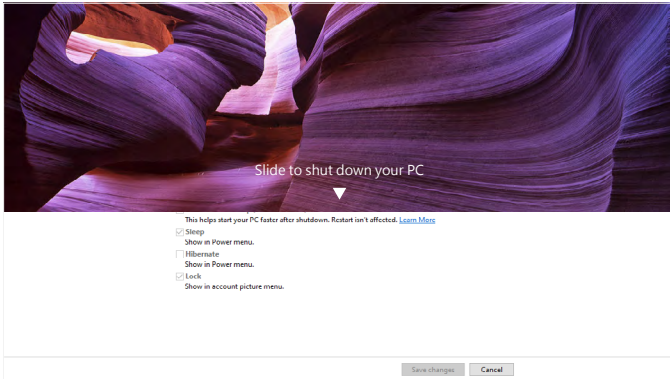 Slide to shut down your PC
This helps start your PC faster after shutdown. Restart isn't affected. Learn More
Sleep
Show in Power menu.
Hibernate
Show in Power menu.
Lock
Show in account picture menu.
Save changes Cancel